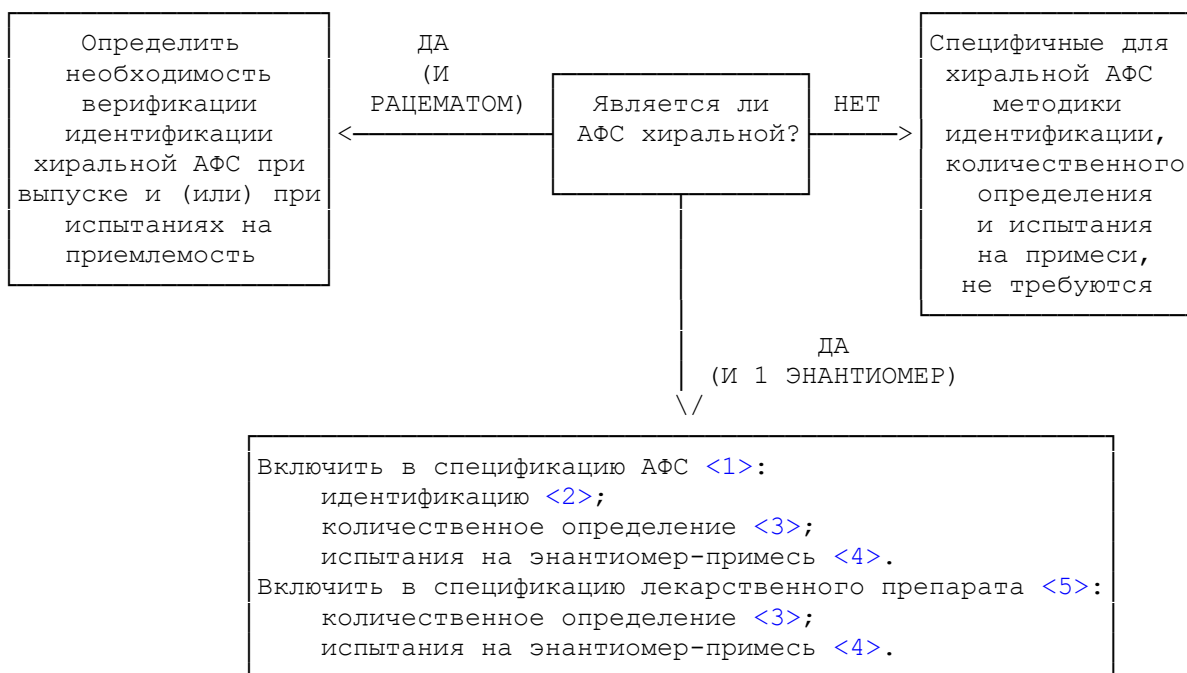 Определить
необходимость
верификации
идентификации
хиральной АФС при
выпуске и (или) при
испытаниях на
приемлемость
ДА
(И
РАЦЕМАТОМ)
Является ли
АФС хиральной?
НЕТ
Специфичные для
хиральной АФС
методики
идентификации,
количественного
определения
и испытания
на примеси,
не требуются
ДА
(И 1 ЭНАНТИОМЕР)
Включить в спецификацию АФС <1>:
идентификацию <2>;
количественное определение <3>;
испытания на энантиомер-примесь <4>.
Включить в спецификацию лекарственного препарата <5>:
количественное определение <3>;
испытания на энантиомер-примесь <4>.